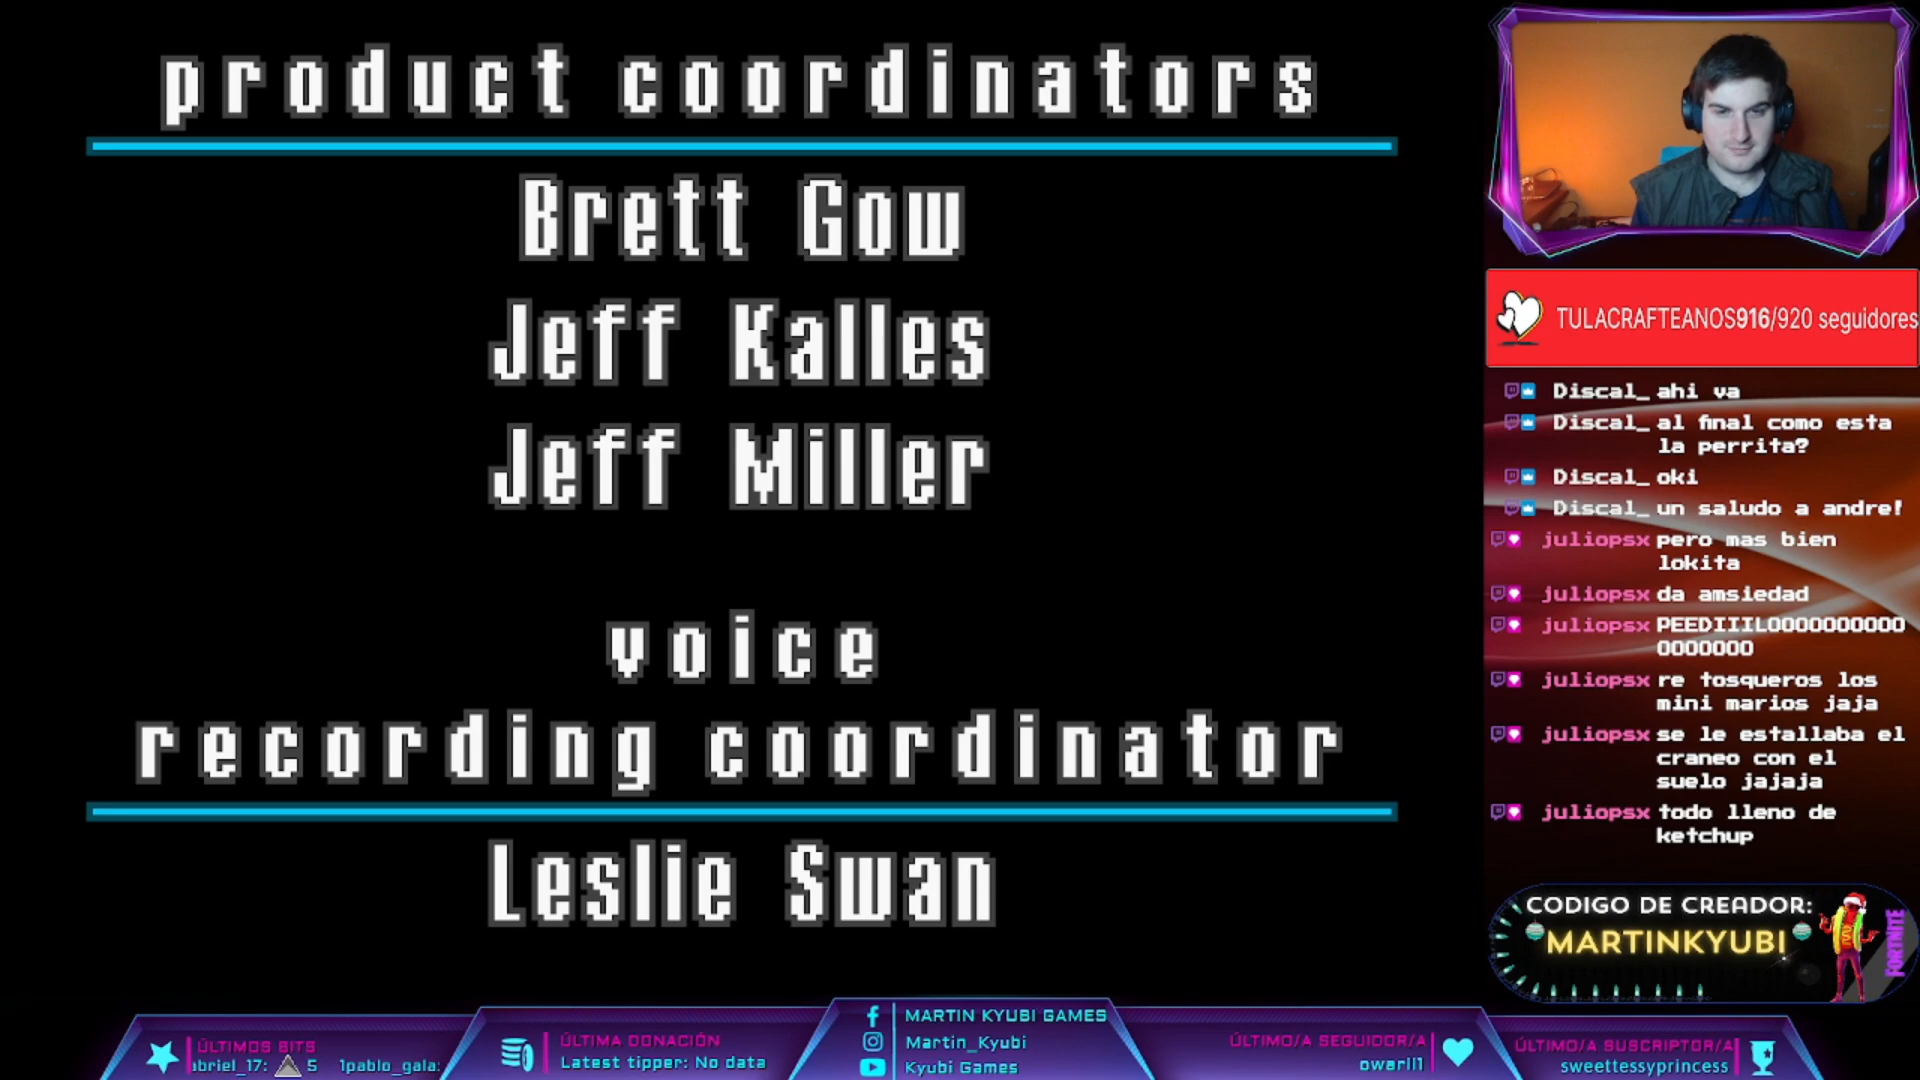 product coordinators
Brett Gow
Jeff Kalles
Jeff Miller
voice
recording coordinator
Leslie Swan
TULACRAFTEANOS916/920 seguidores
Discal_ ahi va
Discal_ al final como esta
la perrita?
Discal_ oki
Discal_ un saludo a andre!
juliopsx pero mas bien
lokita
juliopsx da amsiedad
juliopsx PEEDIIILOOOOOOOOOO
OOOOOOO
juliopsx re tosqueros los
mini marios jaja
juliopsx se le estallaba el
craneo con el
suelo jajaja
juliopsx todo lleno de
ketchup
CODIGO DE CREADOR:
MARTINKYUBI
FORTNITE
ÚLTIMOS BITS
abriel_17: 5 1pablo_gala:
ÚLTIMA DONACIÓN
Latest tipper: No data
MARTIN KYUBI GAMES
Martin_Kyubi
Kyubi Games
ÚLTIMO/A SEGUIDOR/A
owarll1
ÚLTIMO/A SUSCRIPTOR/A
sweettessyprincess